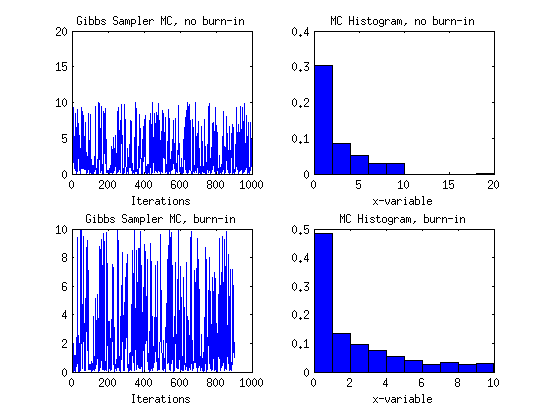 Gibbs Sampler MC, no burn-in
20
15
10
5
0
0 200 400 600 800 1000
Iterations
MC Histogram, no burn-in
0.4
0.3
0.2
0.1
0
0 5 10 15 20
x-variable
Gibbs Sampler MC, burn-in
10
8
6
4
2
0
0 200 400 600 800 1000
Iterations
MC Histogram, burn-in
0.5
0.4
0.3
0.2
0.1
0
0 2 4 6 8 10
x-variable